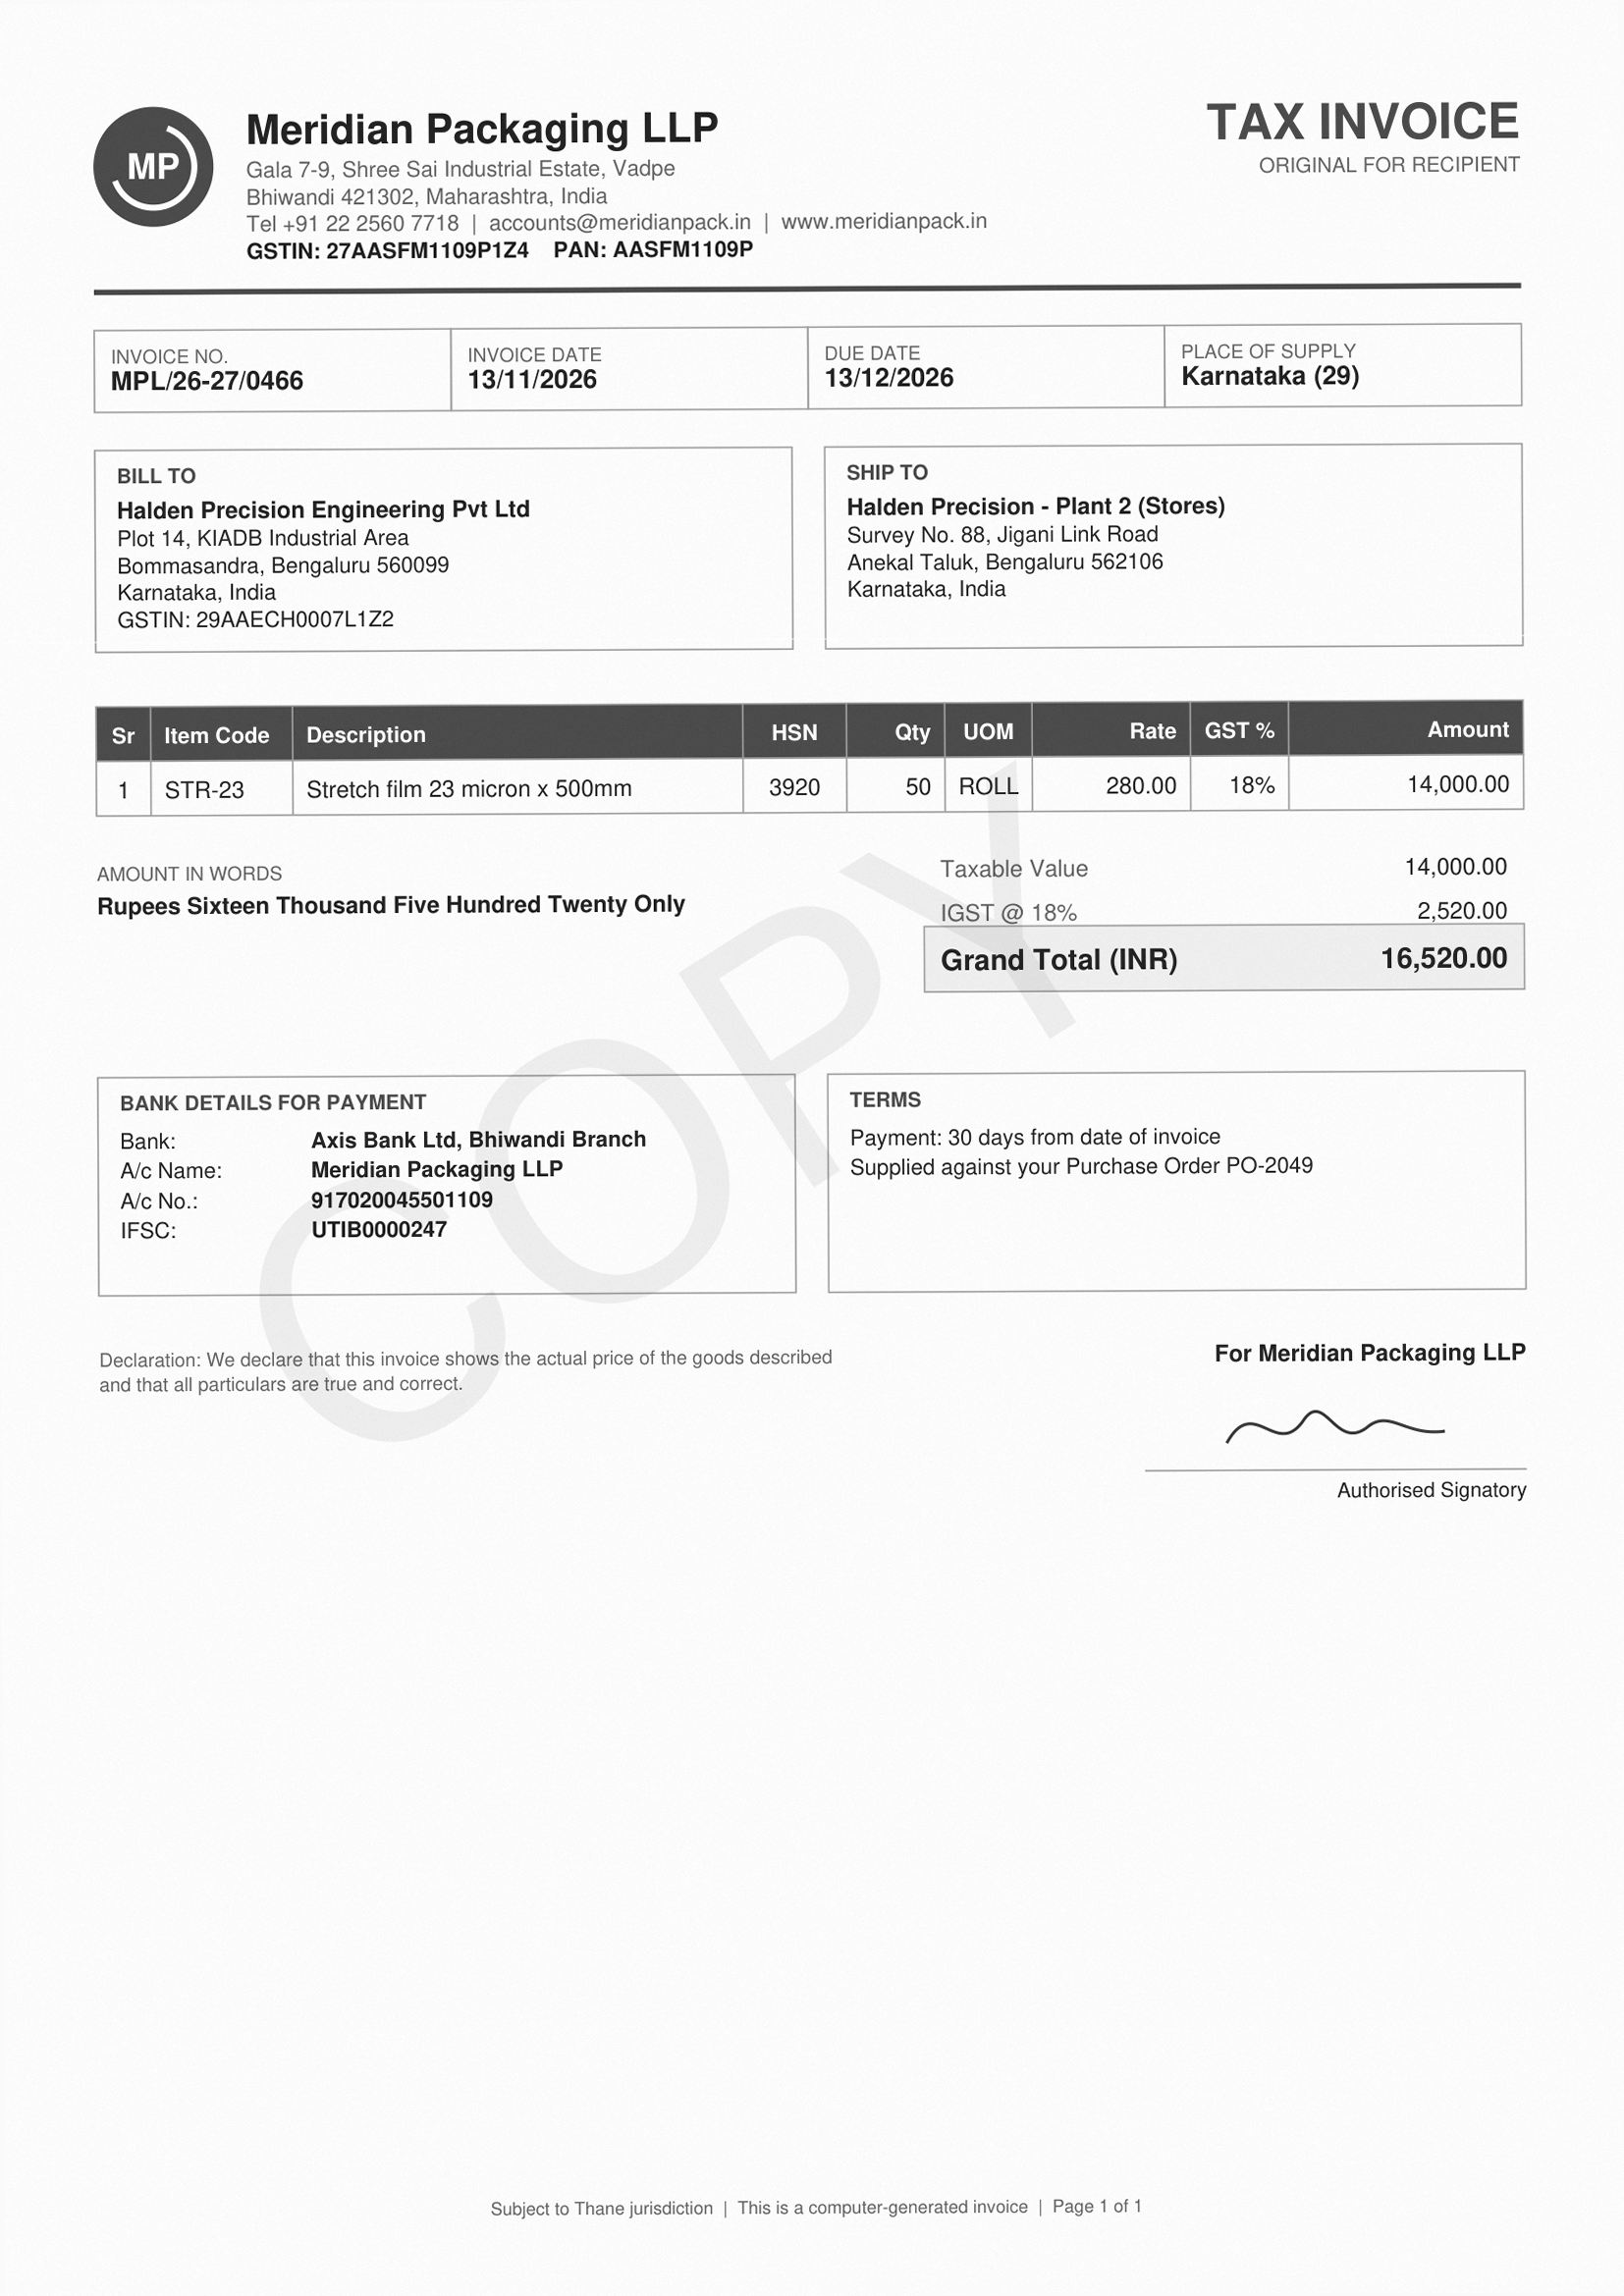 MP
Meridian Packaging LLP
Gala 7-9, Shree Sai Industrial Estate, Vadpe
Bhiwandi 421302, Maharashtra, India
Tel +91 22 2560 7718 | accounts@meridianpack.in | www.meridianpack.in
GSTIN: 27AASFM1109P1Z4 PAN: AASFM1109P
TAX INVOICE
ORIGINAL FOR RECIPIENT
INVOICE NO.
MPL/26-27/0466
INVOICE DATE
13/11/2026
DUE DATE
13/12/2026
PLACE OF SUPPLY
Karnataka (29)
BILL TO
Halden Precision Engineering Pvt Ltd
Plot 14, KIADB Industrial Area
Bommasandra, Bengaluru 560099
Karnataka, India
GSTIN: 29AAECH0007L1Z2
SHIP TO
Halden Precision - Plant 2 (Stores)
Survey No. 88, Jigani Link Road
Anekal Taluk, Bengaluru 562106
Karnataka, India
Sr Item Code Description HSN Qty UOM Rate GST % Amount
1 STR-23 Stretch film 23 micron x 500mm 3920 50 ROLL 280.00 18% 14,000.00
AMOUNT IN WORDS
Rupees Sixteen Thousand Five Hundred Twenty Only
Taxable Value 14,000.00
IGST @ 18% 2,520.00
Grand Total (INR) 16,520.00
COPY
BANK DETAILS FOR PAYMENT
Bank: Axis Bank Ltd, Bhiwandi Branch
A/c Name: Meridian Packaging LLP
A/c No.: 917020045501109
IFSC: UTIB0000247
TERMS
Payment: 30 days from date of invoice
Supplied against your Purchase Order PO-2049
Declaration: We declare that this invoice shows the actual price of the goods described
and that all particulars are true and correct.
For Meridian Packaging LLP
Authorised Signatory
Subject to Thane jurisdiction | This is a computer-generated invoice | Page 1 of 1